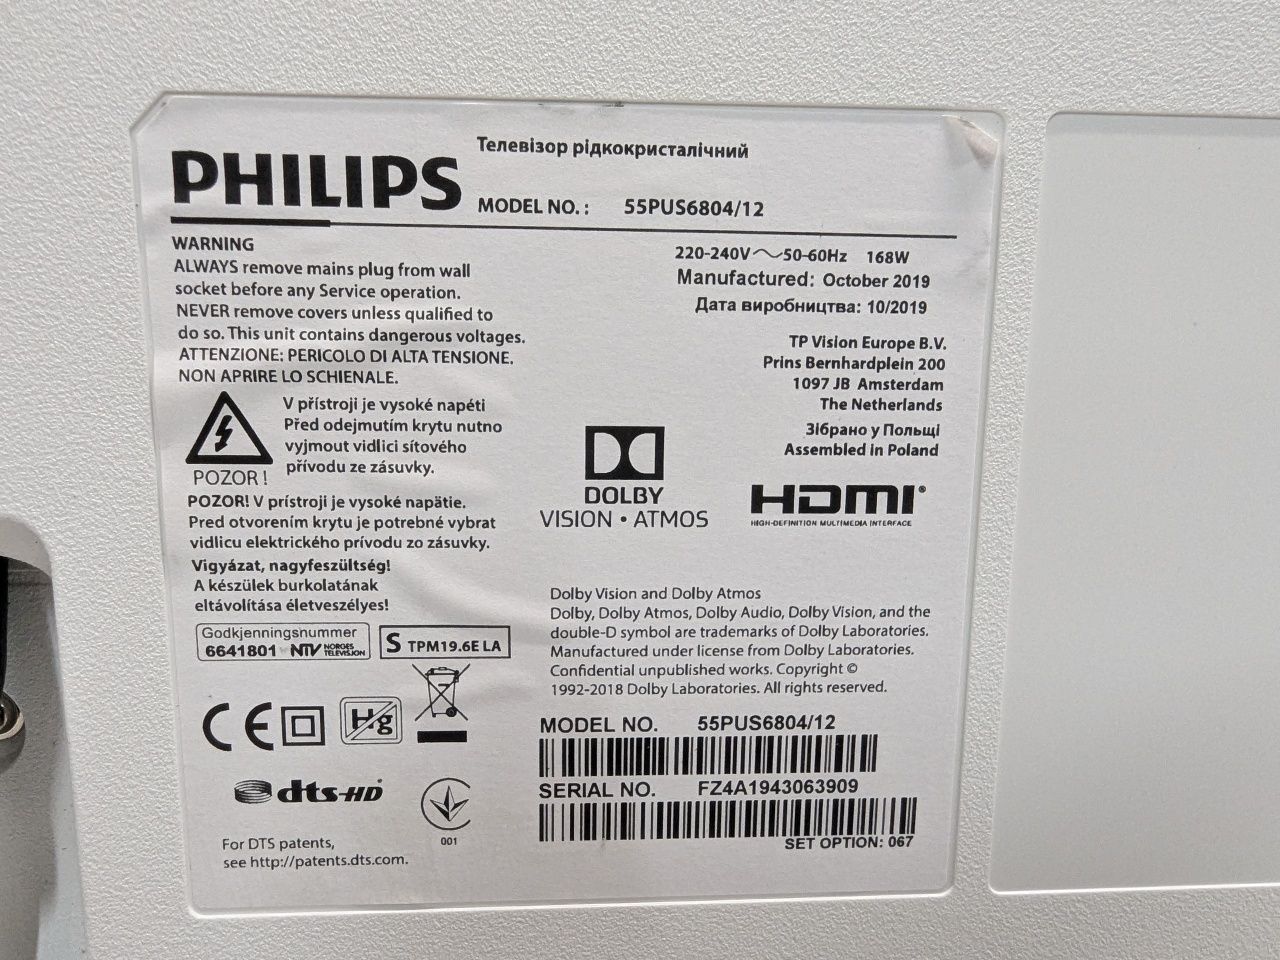 PHILIPS
Телевізор рідкокристалічний
MODEL NO. : 55PUS6804/12
WARNING
ALWAYS remove mains plug from wall
socket before any Service operation.
NEVER remove covers unless qualified to
do so. This unit contains dangerous voltages.
ATTENZIONE: PERICOLO DI ALTA TENSIONE.
NON APRIRE LO SCHIENALE.
V přístroji je vysoké napéti
Před odejmutím krytu nutno
vyjmout vidlici sítového
přívodu ze zásuvky.
POZOR !
POZOR! V prístroji je vysoké napätie.
Pred otvorením krytu je potrebné vybrat
vidlicu elektrického prívodu zo zásuvky.
Vigyázat, nagyfeszültség!
A készülek burkolatának
eltávolítása életveszélyes!
Godkjenningsnummer
6641801 NTV NORGES TELEVISJON
S TPM19.6E LA
CE
Hg
dts-HD
001
For DTS patents,
see http://patents.dts.com.
220-240V～50-60Hz 168W
Manufactured: October 2019
Дата виробництва: 10/2019
TP Vision Europe B.V.
Prins Bernhardplein 200
1097 JB Amsterdam
The Netherlands
Зібрано у Польщі
Assembled in Poland
DOLBY
VISION • ATMOS
HDMI®
HIGH-DEFINITION MULTIMEDIA INTERFACE
Dolby Vision and Dolby Atmos
Dolby, Dolby Atmos, Dolby Audio, Dolby Vision, and the
double-D symbol are trademarks of Dolby Laboratories.
Manufactured under license from Dolby Laboratories.
Confidential unpublished works. Copyright ©
1992-2018 Dolby Laboratories. All rights reserved.
MODEL NO. 55PUS6804/12
SERIAL NO. FZ4A1943063909
SET OPTION: 067